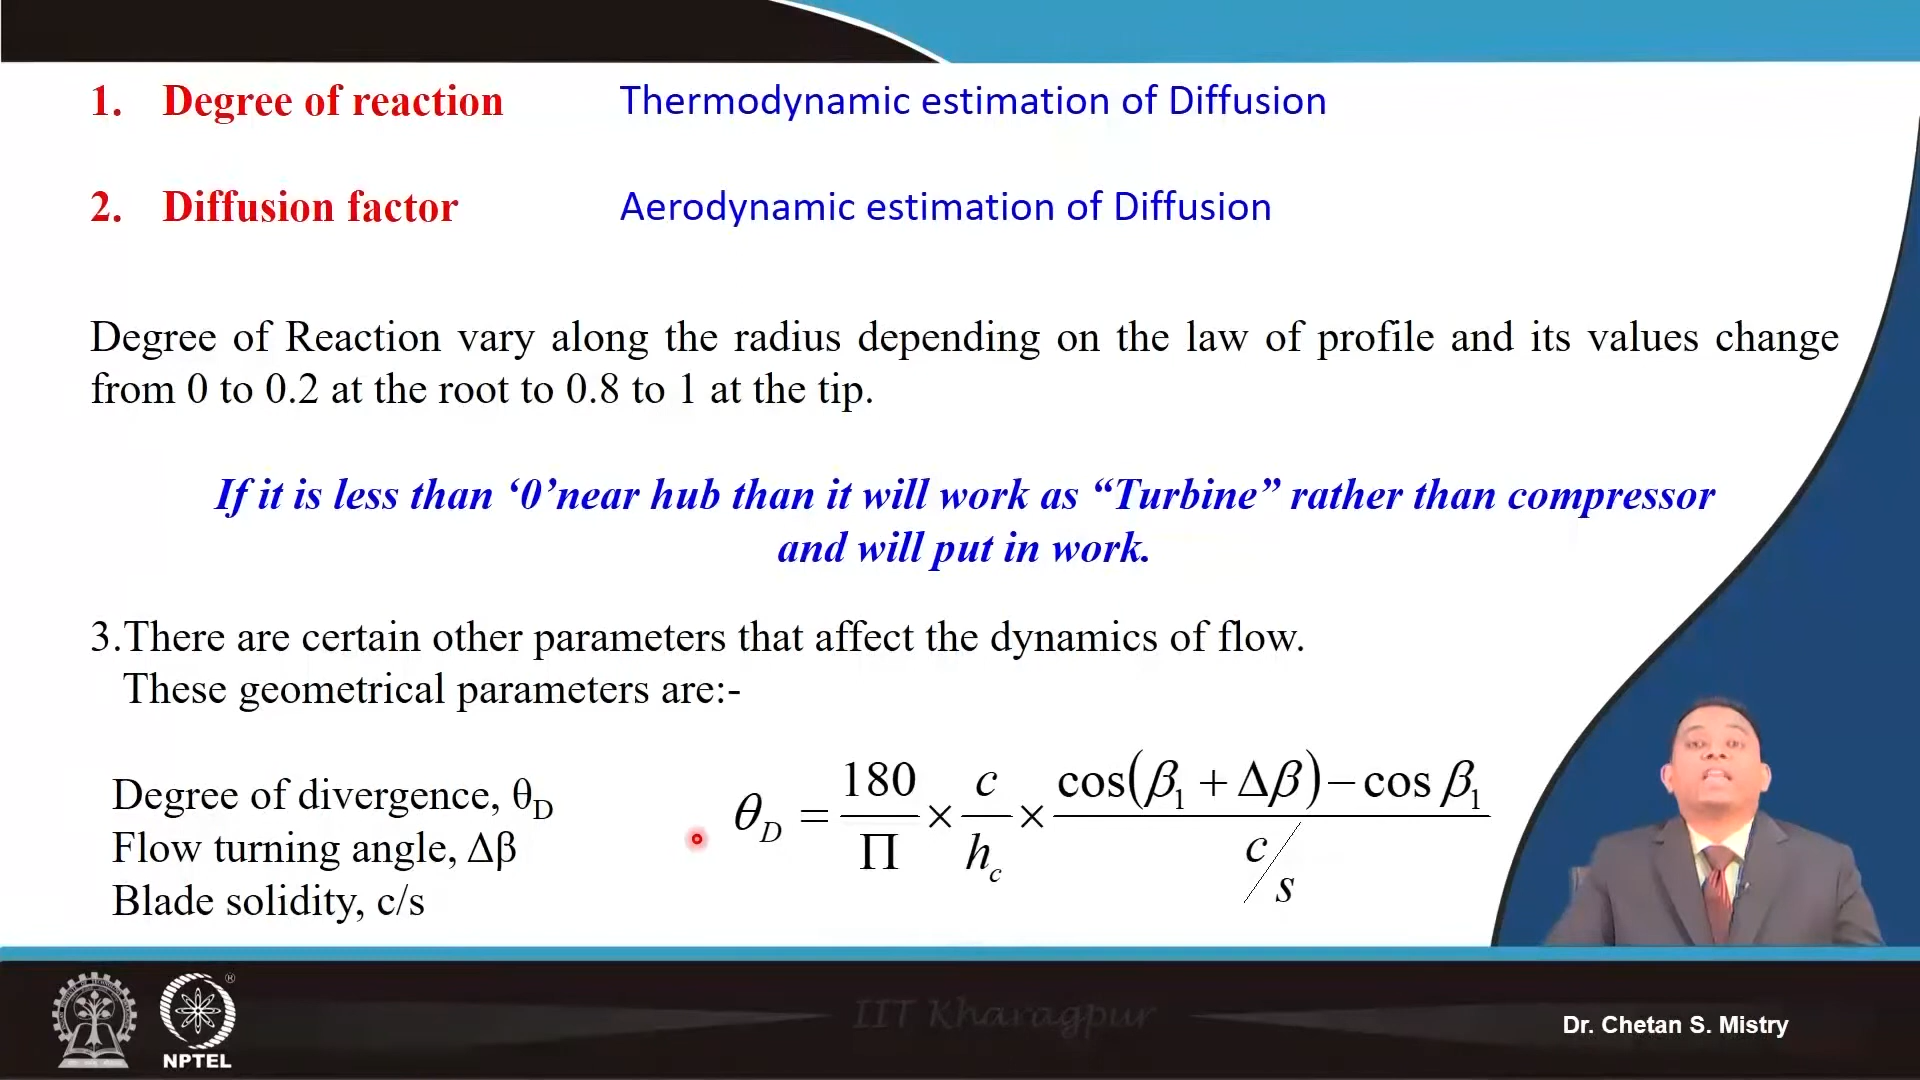 1. Degree of reaction Thermodynamic estimation of Diffusion
2. Diffusion factor Aerodynamic estimation of Diffusion
Degree of Reaction vary along the radius depending on the law of profile and its values change
from 0 to 0.2 at the root to 0.8 to 1 at the tip.
If it is less than ‘0’near hub than it will work as “Turbine” rather than compressor
and will put in work.
3.There are certain other parameters that affect the dynamics of flow.
These geometrical parameters are:-
Degree of divergence, θ_D
Flow turning angle, Δβ
Blade solidity, c/s
θ_D = 180/Π × c/h_c × (cos(β₁ + Δβ) − cos β₁)/(c/s)
IIT Kharagpur
NPTEL
®
Dr. Chetan S. Mistry